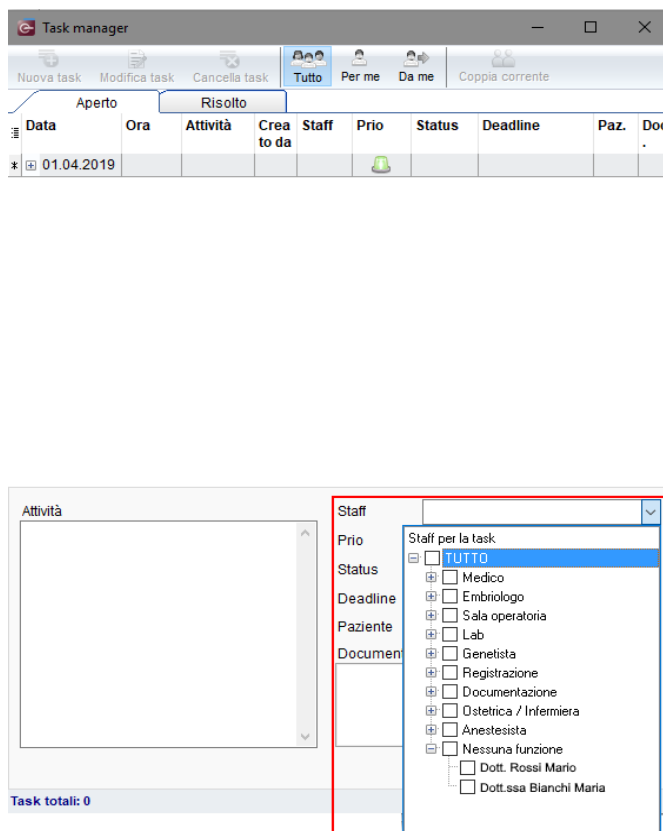 Task manager
Nuova task Modifica task Cancella task Tutto Per me Da me Coppia corrente
Aperto Risolto
Data Ora Attività Crea to da Staff Prio Status Deadline Paz. Doc .
* 01.04.2019
Attività
Staff
Prio
Status
Deadline
Paziente
Documen
Staff per la task
TUTTO
Medico
Embriologo
Sala operatoria
Lab
Genetista
Registrazione
Documentazione
Ostetrica / Infermiera
Anestesista
Nessuna funzione
Dott. Rossi Mario
Dott.ssa Bianchi Maria
Task totali: 0